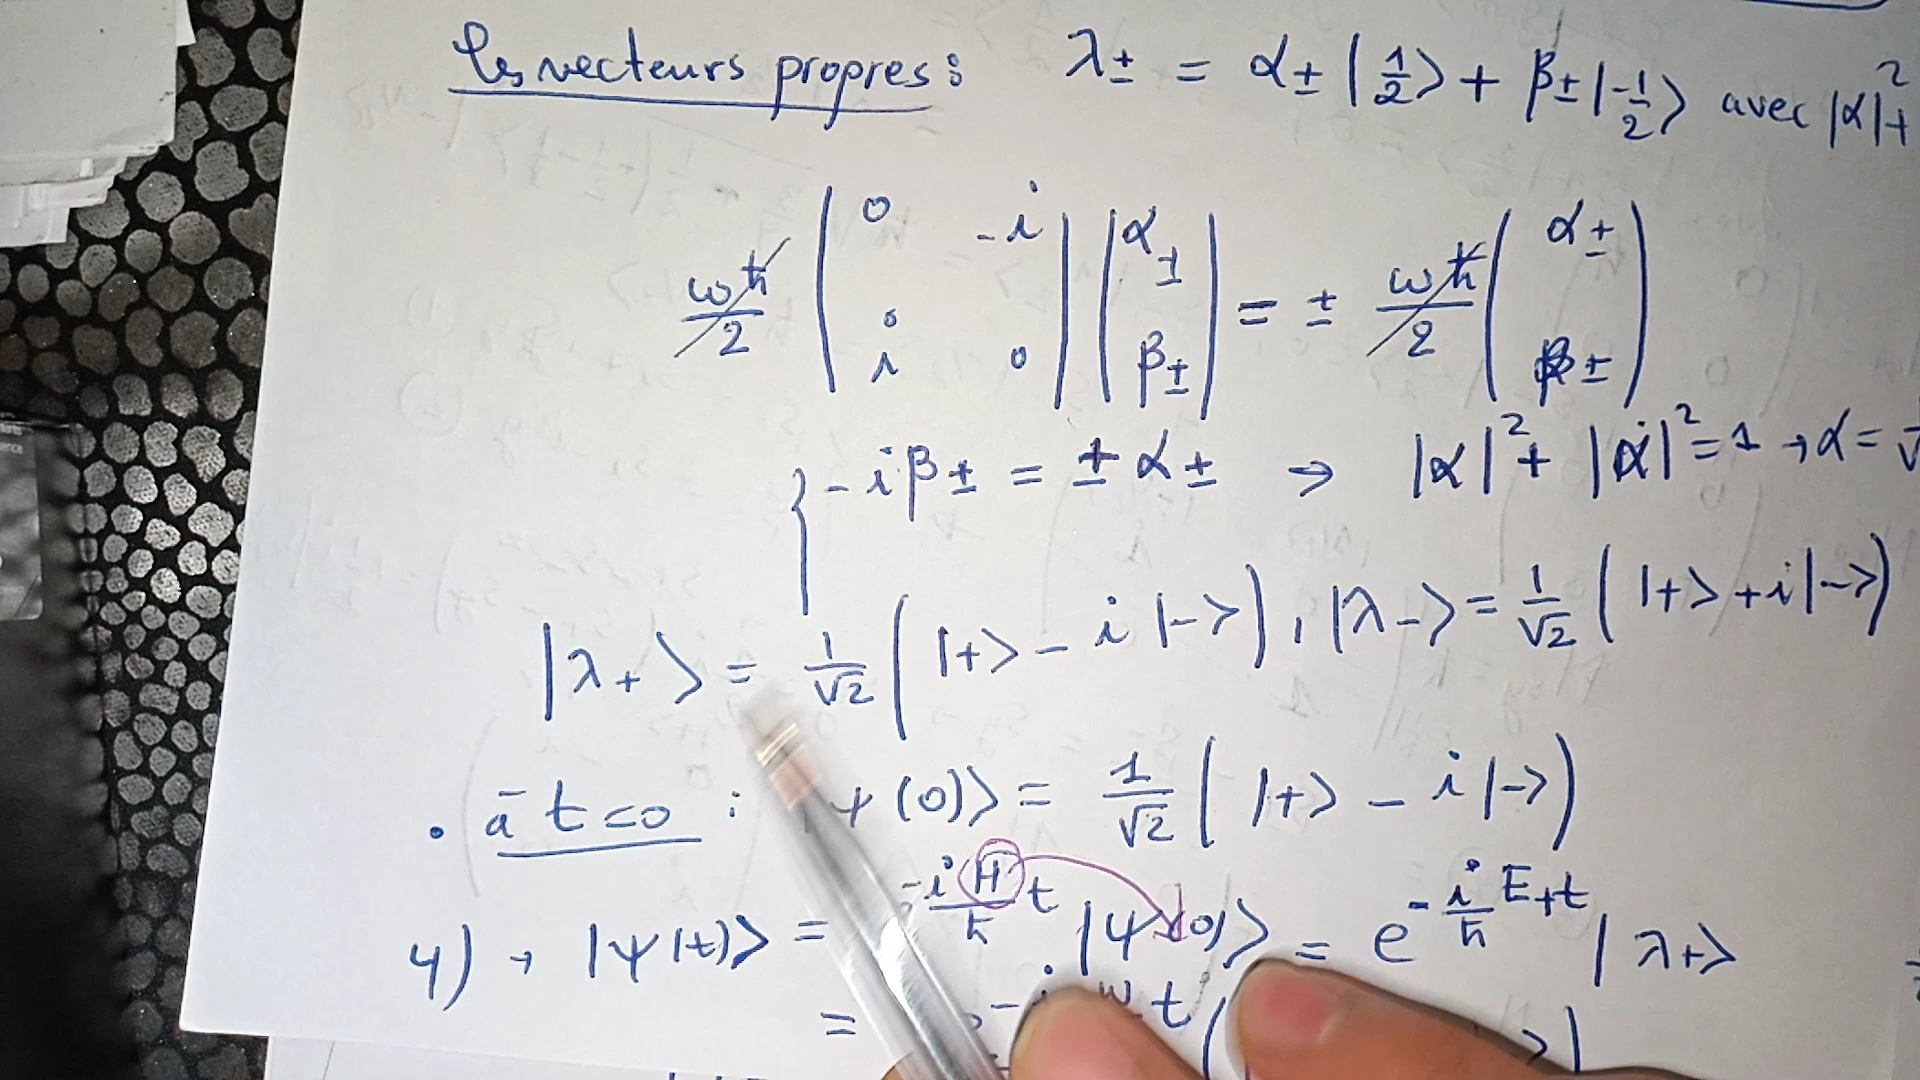 les vecteurs propres : λ± = α± |1/2⟩ + β± |-1/2⟩ avec |α|² +
ωħ/2 ( 0 -i ; i 0 ) ( α± ; β± ) = ± ωħ/2 ( α± ; β± )
{ -iβ± = ± α± → |α|² + |α|² = 1 → α =
|λ+⟩ = 1/√2 ( |+⟩ - i |-⟩ ) , |λ-⟩ = 1/√2 ( |+⟩ + i |-⟩ )
• à t=0 : (0)⟩ = 1/√2 ( |+⟩ - i |-⟩ )
4) → |ψ(t)⟩ = -i H/ħ t |ψ(0)⟩ = e^(-i/ħ E+t) |λ+⟩
= t (